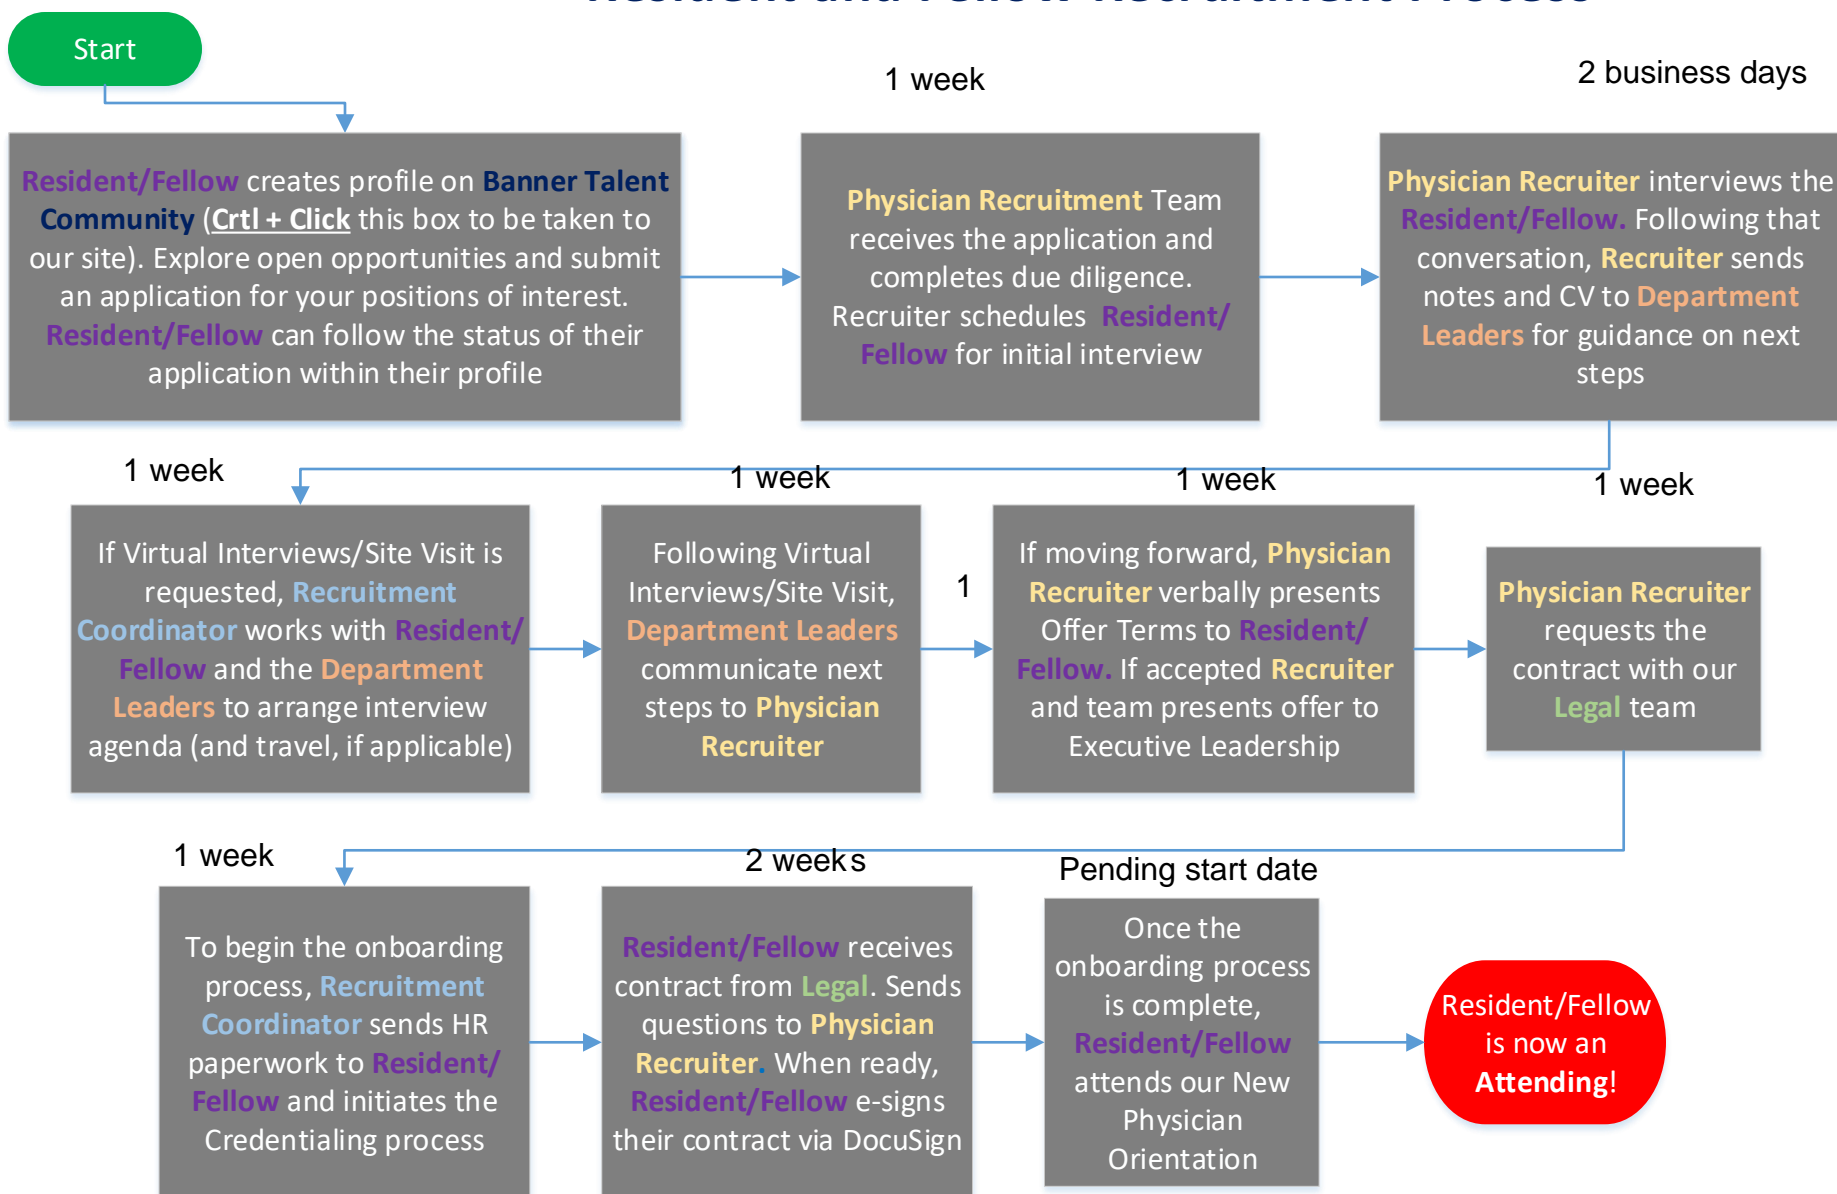 Resident and Fellow Recruitment Process
Start
1 week
2 business days
Resident/Fellow creates profile on Banner Talent
Community (Crtl + Click this box to be taken to
our site). Explore open opportunities and submit
an application for your positions of interest.
Resident/Fellow can follow the status of their
application within their profile
Physician Recruitment Team
receives the application and
completes due diligence.
Recruiter schedules Resident/
Fellow for initial interview
Physician Recruiter interviews the
Resident/Fellow. Following that
conversation, Recruiter sends
notes and CV to Department
Leaders for guidance on next
steps
1 week
1 week
1 week
1 week
If Virtual Interviews/Site Visit is
requested, Recruitment
Coordinator works with Resident/
Fellow and the Department
Leaders to arrange interview
agenda (and travel, if applicable)
Following Virtual
Interviews/Site Visit,
Department Leaders
communicate next
steps to Physician
Recruiter
1
If moving forward, Physician
Recruiter verbally presents
Offer Terms to Resident/
Fellow. If accepted Recruiter
and team presents offer to
Executive Leadership
Physician Recruiter
requests the
contract with our
Legal team
1 week
2 weeks
Pending start date
To begin the onboarding
process, Recruitment
Coordinator sends HR
paperwork to Resident/
Fellow and initiates the
Credentialing process
Resident/Fellow receives
contract from Legal. Sends
questions to Physician
Recruiter. When ready,
Resident/Fellow e-signs
their contract via DocuSign
Once the
onboarding process
is complete,
Resident/Fellow
attends our New
Physician
Orientation
Resident/Fellow
is now an
Attending!